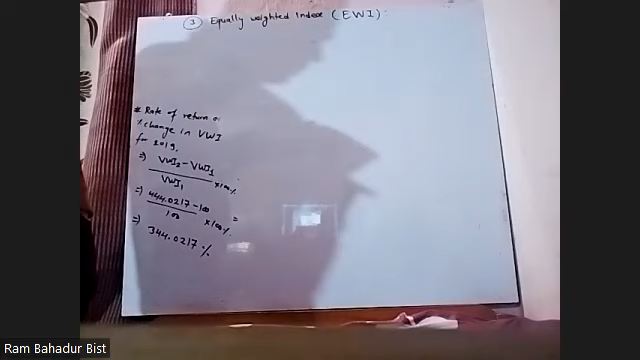 ③ Equally weighted Index (EWI)
# Rate of return or
% change in VWI
for 2019,
⇒ VWI₂ - VWI₁ / VWI₁ × 100%
⇒ 444.0217 - 100 / 100 × 100% =
⇒ 344.0217 %
Ram Bahadur Bist